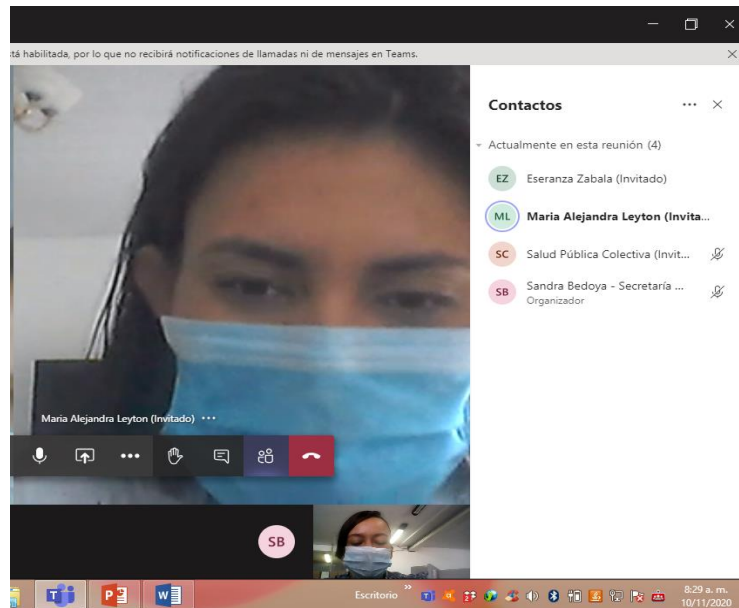 tá habilitada, por lo que no recibirá notificaciones de llamadas ni de mensajes en Teams.
Contactos
Actualmente en esta reunión (4)
EZ Eseranza Zabala (Invitado)
ML Maria Alejandra Leyton (Invita...
SC Salud Pública Colectiva (Invit...
SB Sandra Bedoya - Secretaría ...
Organizador
Maria Alejandra Leyton (Invitado)
SB
Escritorio
8:29 a. m.
10/11/2020